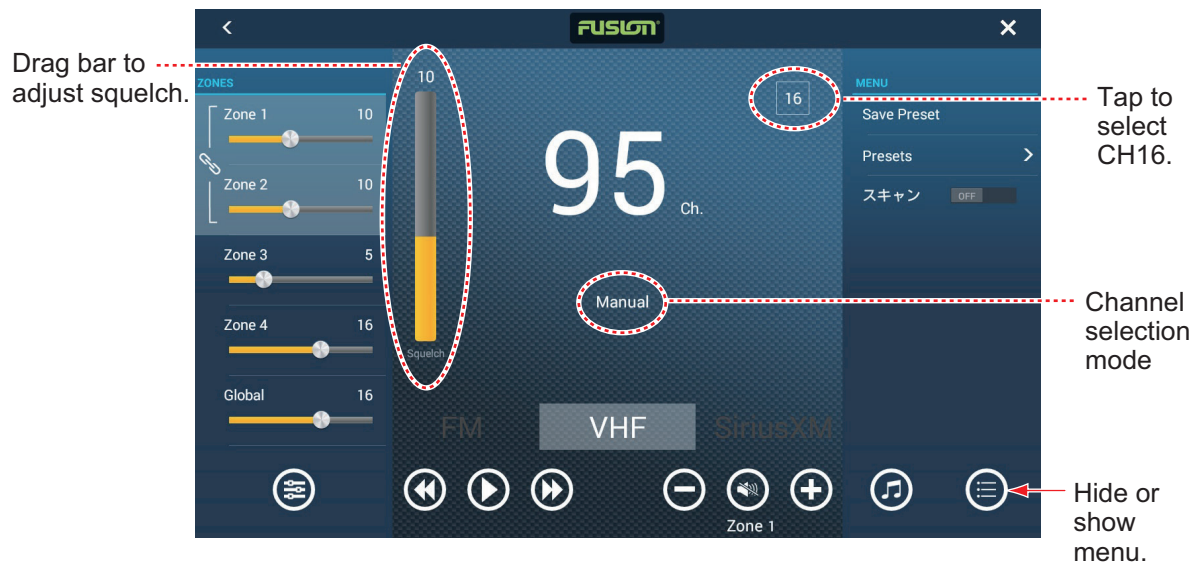 FUSION
Drag bar to
adjust squelch.
ZONES
Zone 1 10
Zone 2 10
Zone 3 5
Zone 4 16
Global 16
10
Squelch
16
95 Ch.
Manual
FM VHF SiriusXM
Zone 1
MENU
Save Preset
Presets
スキャン OFF
Tap to
select
CH16.
Channel
selection
mode
Hide or
show
menu.